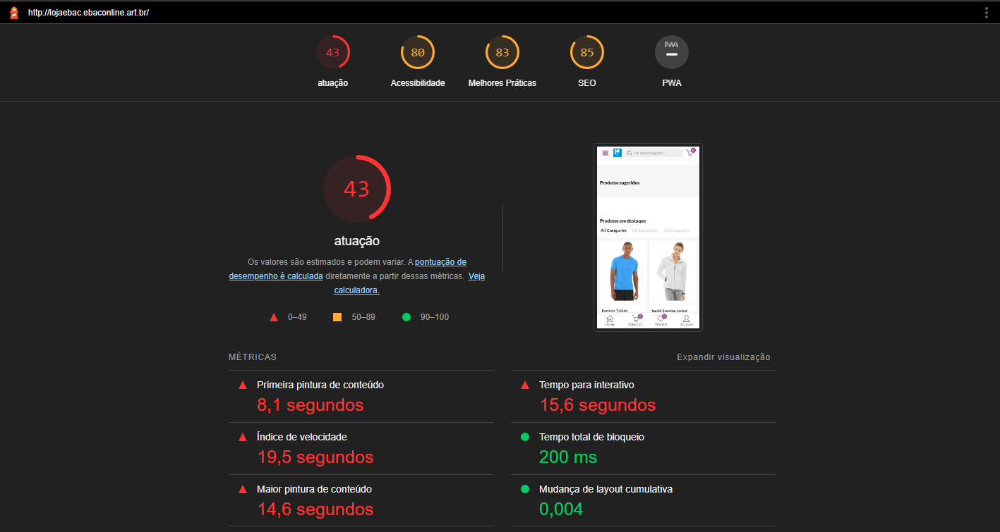 http://lojaebac.ebaconline.art.br/
43 80 83 85 PWA
atuação Acessibilidade Melhores Práticas SEO PWA
43
atuação
Os valores são estimados e podem variar. A pontuação de
desempenho é calculada diretamente a partir dessas métricas. Veja
calculadora.
0–49 50–89 90–100
I'm searching for... 0
Produtos sugeridos
Produtos em destaque
All Categories All Categories All Categories
Patriots T-Shirt Ingrid Running Jacket
0 0
Home View Cart Wishlist Account
MÉTRICAS Expandir visualização
Primeira pintura de conteúdo
8,1 segundos
Tempo para interativo
15,6 segundos
Índice de velocidade
19,5 segundos
Tempo total de bloqueio
200 ms
Maior pintura de conteúdo
14,6 segundos
Mudança de layout cumulativa
0,004